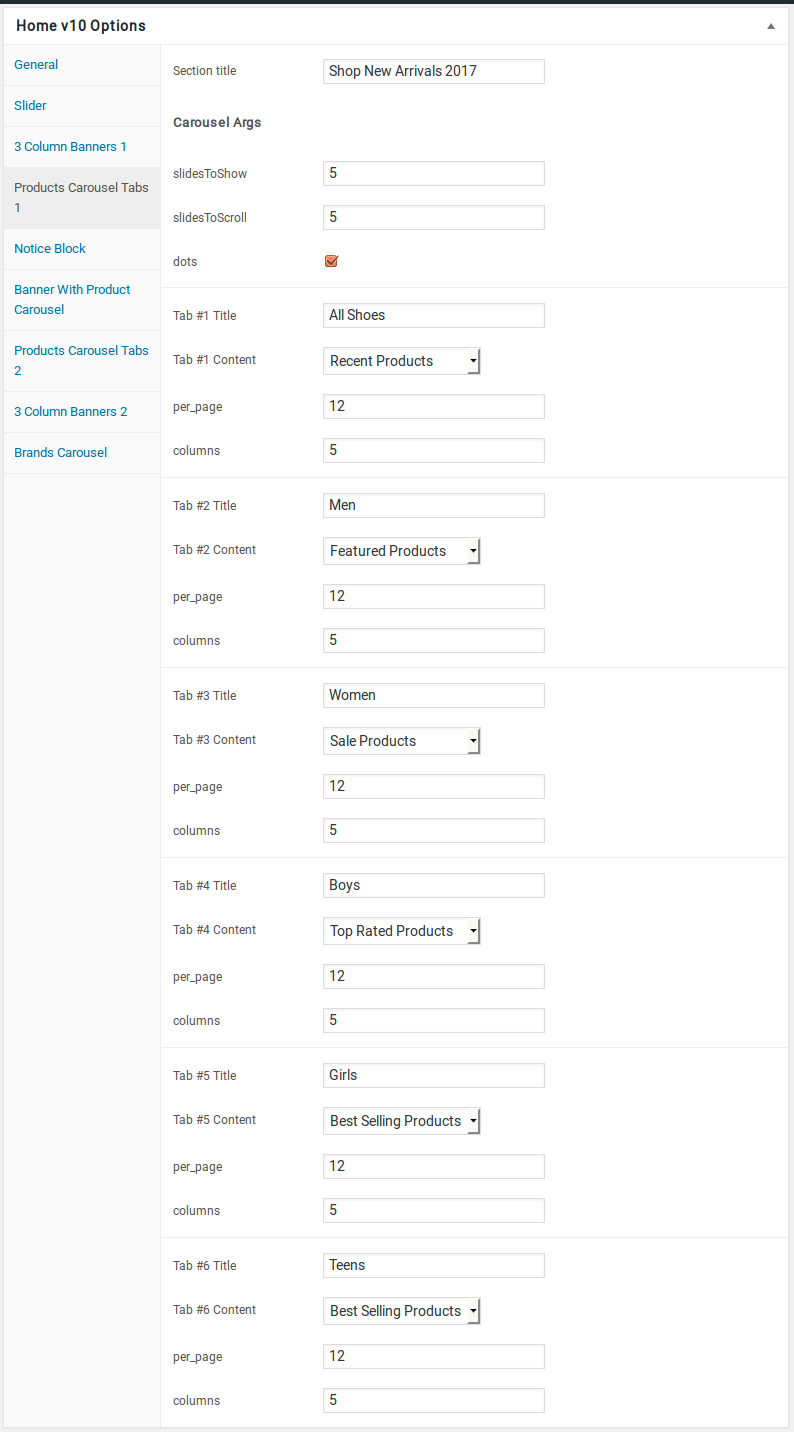 Home v10 Options
General
Slider
3 Column Banners 1
Products Carousel Tabs
1
Notice Block
Banner With Product
Carousel
Products Carousel Tabs
2
3 Column Banners 2
Brands Carousel
Section title Shop New Arrivals 2017
Carousel Args
slidesToShow 5
slidesToScroll 5
dots
Tab #1 Title All Shoes
Tab #1 Content Recent Products
per_page 12
columns 5
Tab #2 Title Men
Tab #2 Content Featured Products
per_page 12
columns 5
Tab #3 Title Women
Tab #3 Content Sale Products
per_page 12
columns 5
Tab #4 Title Boys
Tab #4 Content Top Rated Products
per_page 12
columns 5
Tab #5 Title Girls
Tab #5 Content Best Selling Products
per_page 12
columns 5
Tab #6 Title Teens
Tab #6 Content Best Selling Products
per_page 12
columns 5